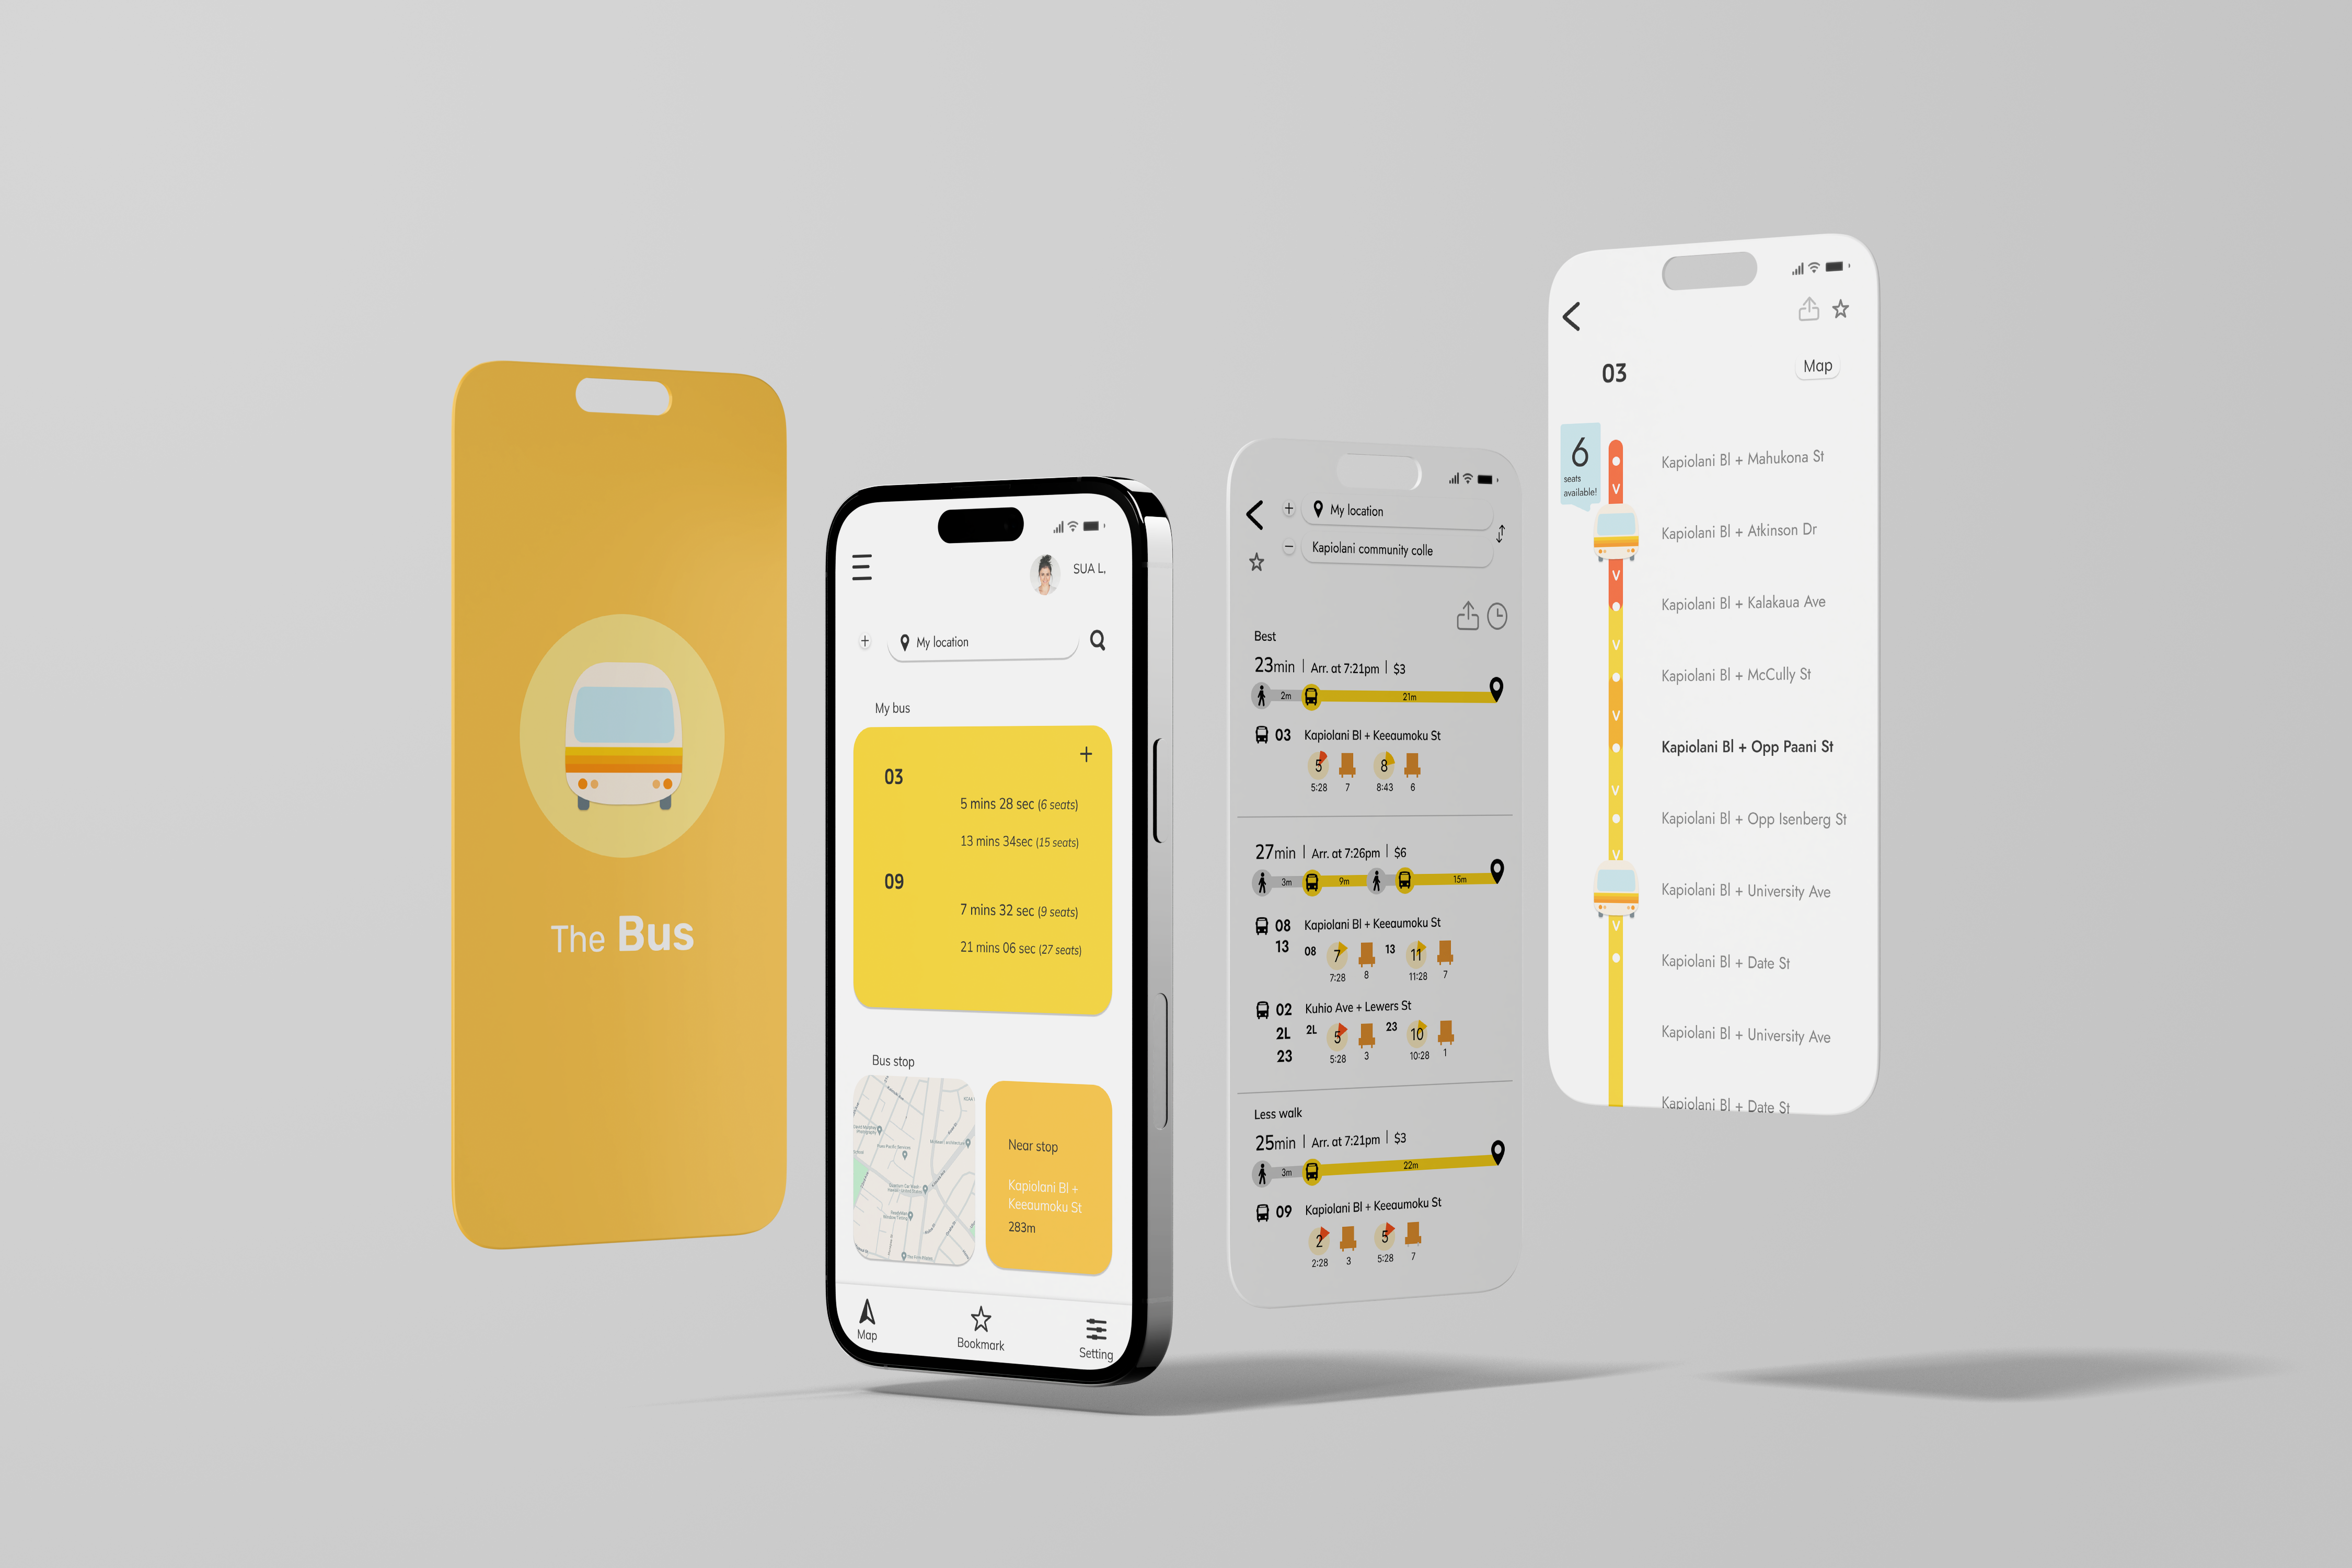 The Bus
SUA L,
My location
My bus
03
5 mins 28 sec (6 seats)
13 mins 34sec (15 seats)
09
7 mins 32 sec (9 seats)
21 mins 06 sec (27 seats)
Bus stop
Near stop
Kapiolani Bl +
Keeaumoku St
283m
Map
Bookmark
Setting
My location
Kapiolani community colle
Best
23min | Arr. at 7:21pm | $3
2m 21m
03 Kapiolani Bl + Keeaumoku St
5 8
5:28 7 8:43 6
27min | Arr. at 7:26pm | $6
3m 9m 15m
08 Kapiolani Bl + Keeaumoku St
13 08 7 13 11
7:28 8 11:28 7
02 Kuhio Ave + Lewers St
2L 2L 5 23 10
23 5:28 3 10:28 1
Less walk
25min | Arr. at 7:21pm | $3
3m 22m
09 Kapiolani Bl + Keeaumoku St
2 5
2:28 3 5:28 7
03 Map
6
seats
available!
Kapiolani Bl + Mahukona St
Kapiolani Bl + Atkinson Dr
Kapiolani Bl + Kalakaua Ave
Kapiolani Bl + McCully St
Kapiolani Bl + Opp Paani St
Kapiolani Bl + Opp Isenberg St
Kapiolani Bl + University Ave
Kapiolani Bl + Date St
Kapiolani Bl + University Ave
Kapiolani Bl + Date St